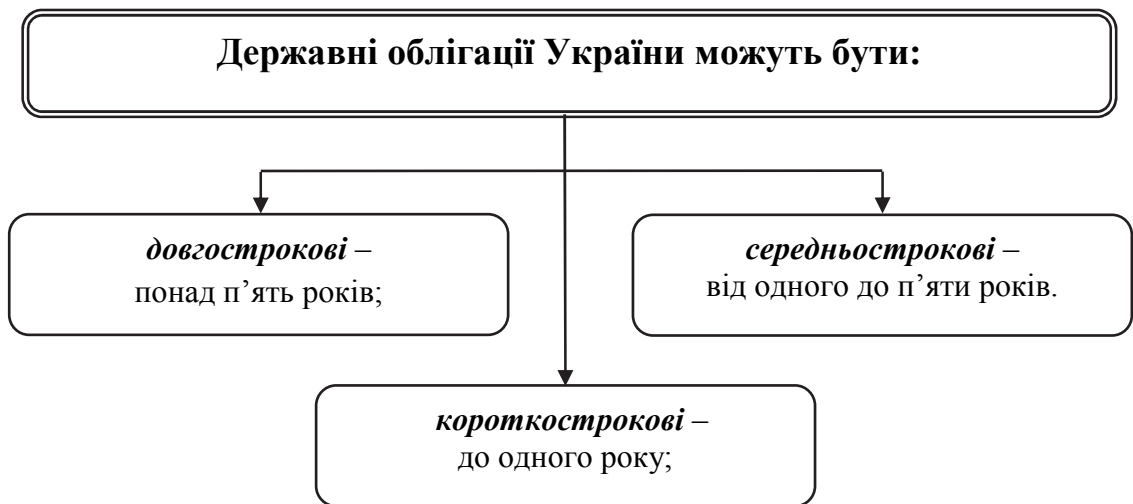 Державні облігації України можуть бути:
довгострокові –
понад п’ять років;
середньострокові –
від одного до п’яти років.
короткострокові –
до одного року;